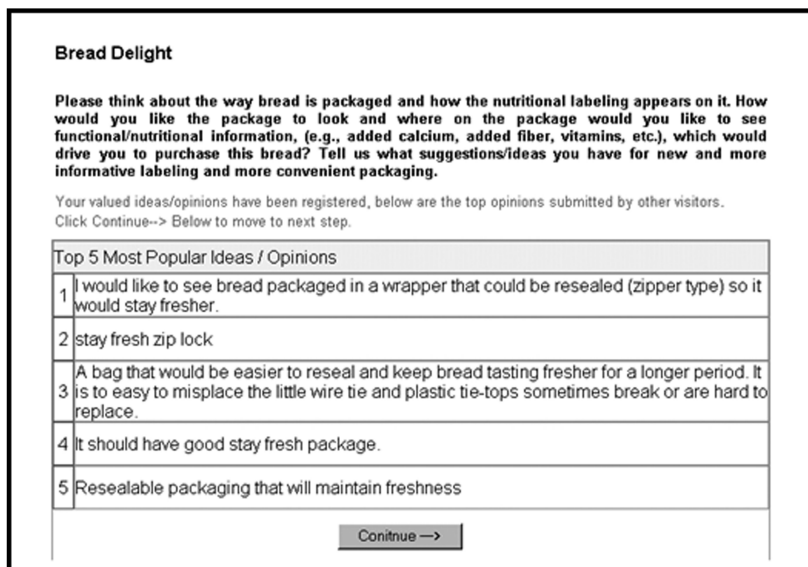 Bread Delight
Please think about the way bread is packaged and how the nutritional labeling appears on it. How
would you like the package to look and where on the package would you like to see
functional/nutritional information, (e.g., added calcium, added fiber, vitamins, etc.), which would
drive you to purchase this bread? Tell us what suggestions/ideas you have for new and more
informative labeling and more convenient packaging.
Your valued ideas/opinions have been registered, below are the top opinions submitted by other visitors.
Click Continue--> Below to move to next step.
Top 5 Most Popular Ideas / Opinions
1 I would like to see bread packaged in a wrapper that could be resealed (zipper type) so it
would stay fresher.
2 stay fresh zip lock
A bag that would be easier to reseal and keep bread tasting fresher for a longer period. It
3 is to easy to misplace the little wire tie and plastic tie-tops sometimes break or are hard to
replace.
4 It should have good stay fresh package.
5 Resealable packaging that will maintain freshness
Conitnue -->